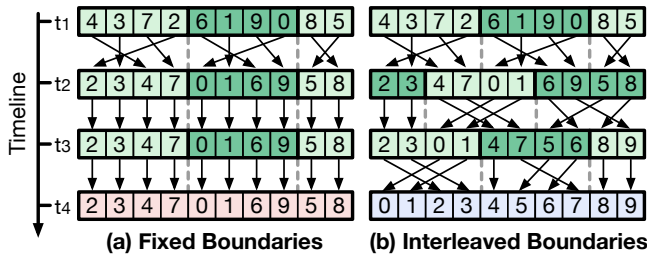 t1 4 3 7 2 6 1 9 0 8 5 4 3 7 2 6 1 9 0 8 5
t2 2 3 4 7 0 1 6 9 5 8 2 3 4 7 0 1 6 9 5 8
t3 2 3 4 7 0 1 6 9 5 8 2 3 0 1 4 7 5 6 8 9
t4 2 3 4 7 0 1 6 9 5 8 0 1 2 3 4 5 6 7 8 9
Timeline
(a) Fixed Boundaries (b) Interleaved Boundaries